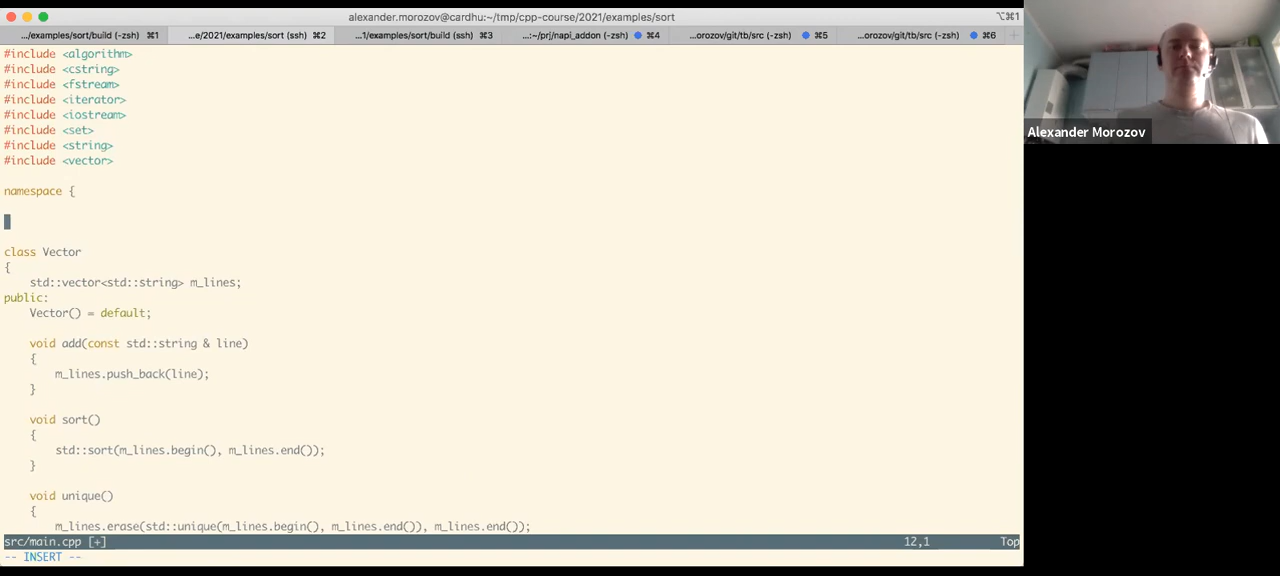 alexander.morozov@cardhu:~/tmp/cpp-course/2021/examples/sort
⌥⌘1
.../examples/sort/build (-zsh) ⌘1
...e/2021/examples/sort (ssh) ⌘2
...1/examples/sort/build (ssh) ⌘3
...:~/prj/napi_addon (-zsh) ⌘4
...orozov/git/tb/src (-zsh) ⌘5
...orozov/git/tb/src (-zsh) ⌘6
#include <algorithm>
#include <cstring>
#include <fstream>
#include <iterator>
#include <iostream>
#include <set>
#include <string>
#include <vector>
namespace {
class Vector
{
    std::vector<std::string> m_lines;
public:
    Vector() = default;
    void add(const std::string & line)
    {
        m_lines.push_back(line);
    }
    void sort()
    {
        std::sort(m_lines.begin(), m_lines.end());
    }
    void unique()
    {
        m_lines.erase(std::unique(m_lines.begin(), m_lines.end()), m_lines.end());
src/main.cpp [+] 12,1 Top
-- INSERT --
Alexander Morozov